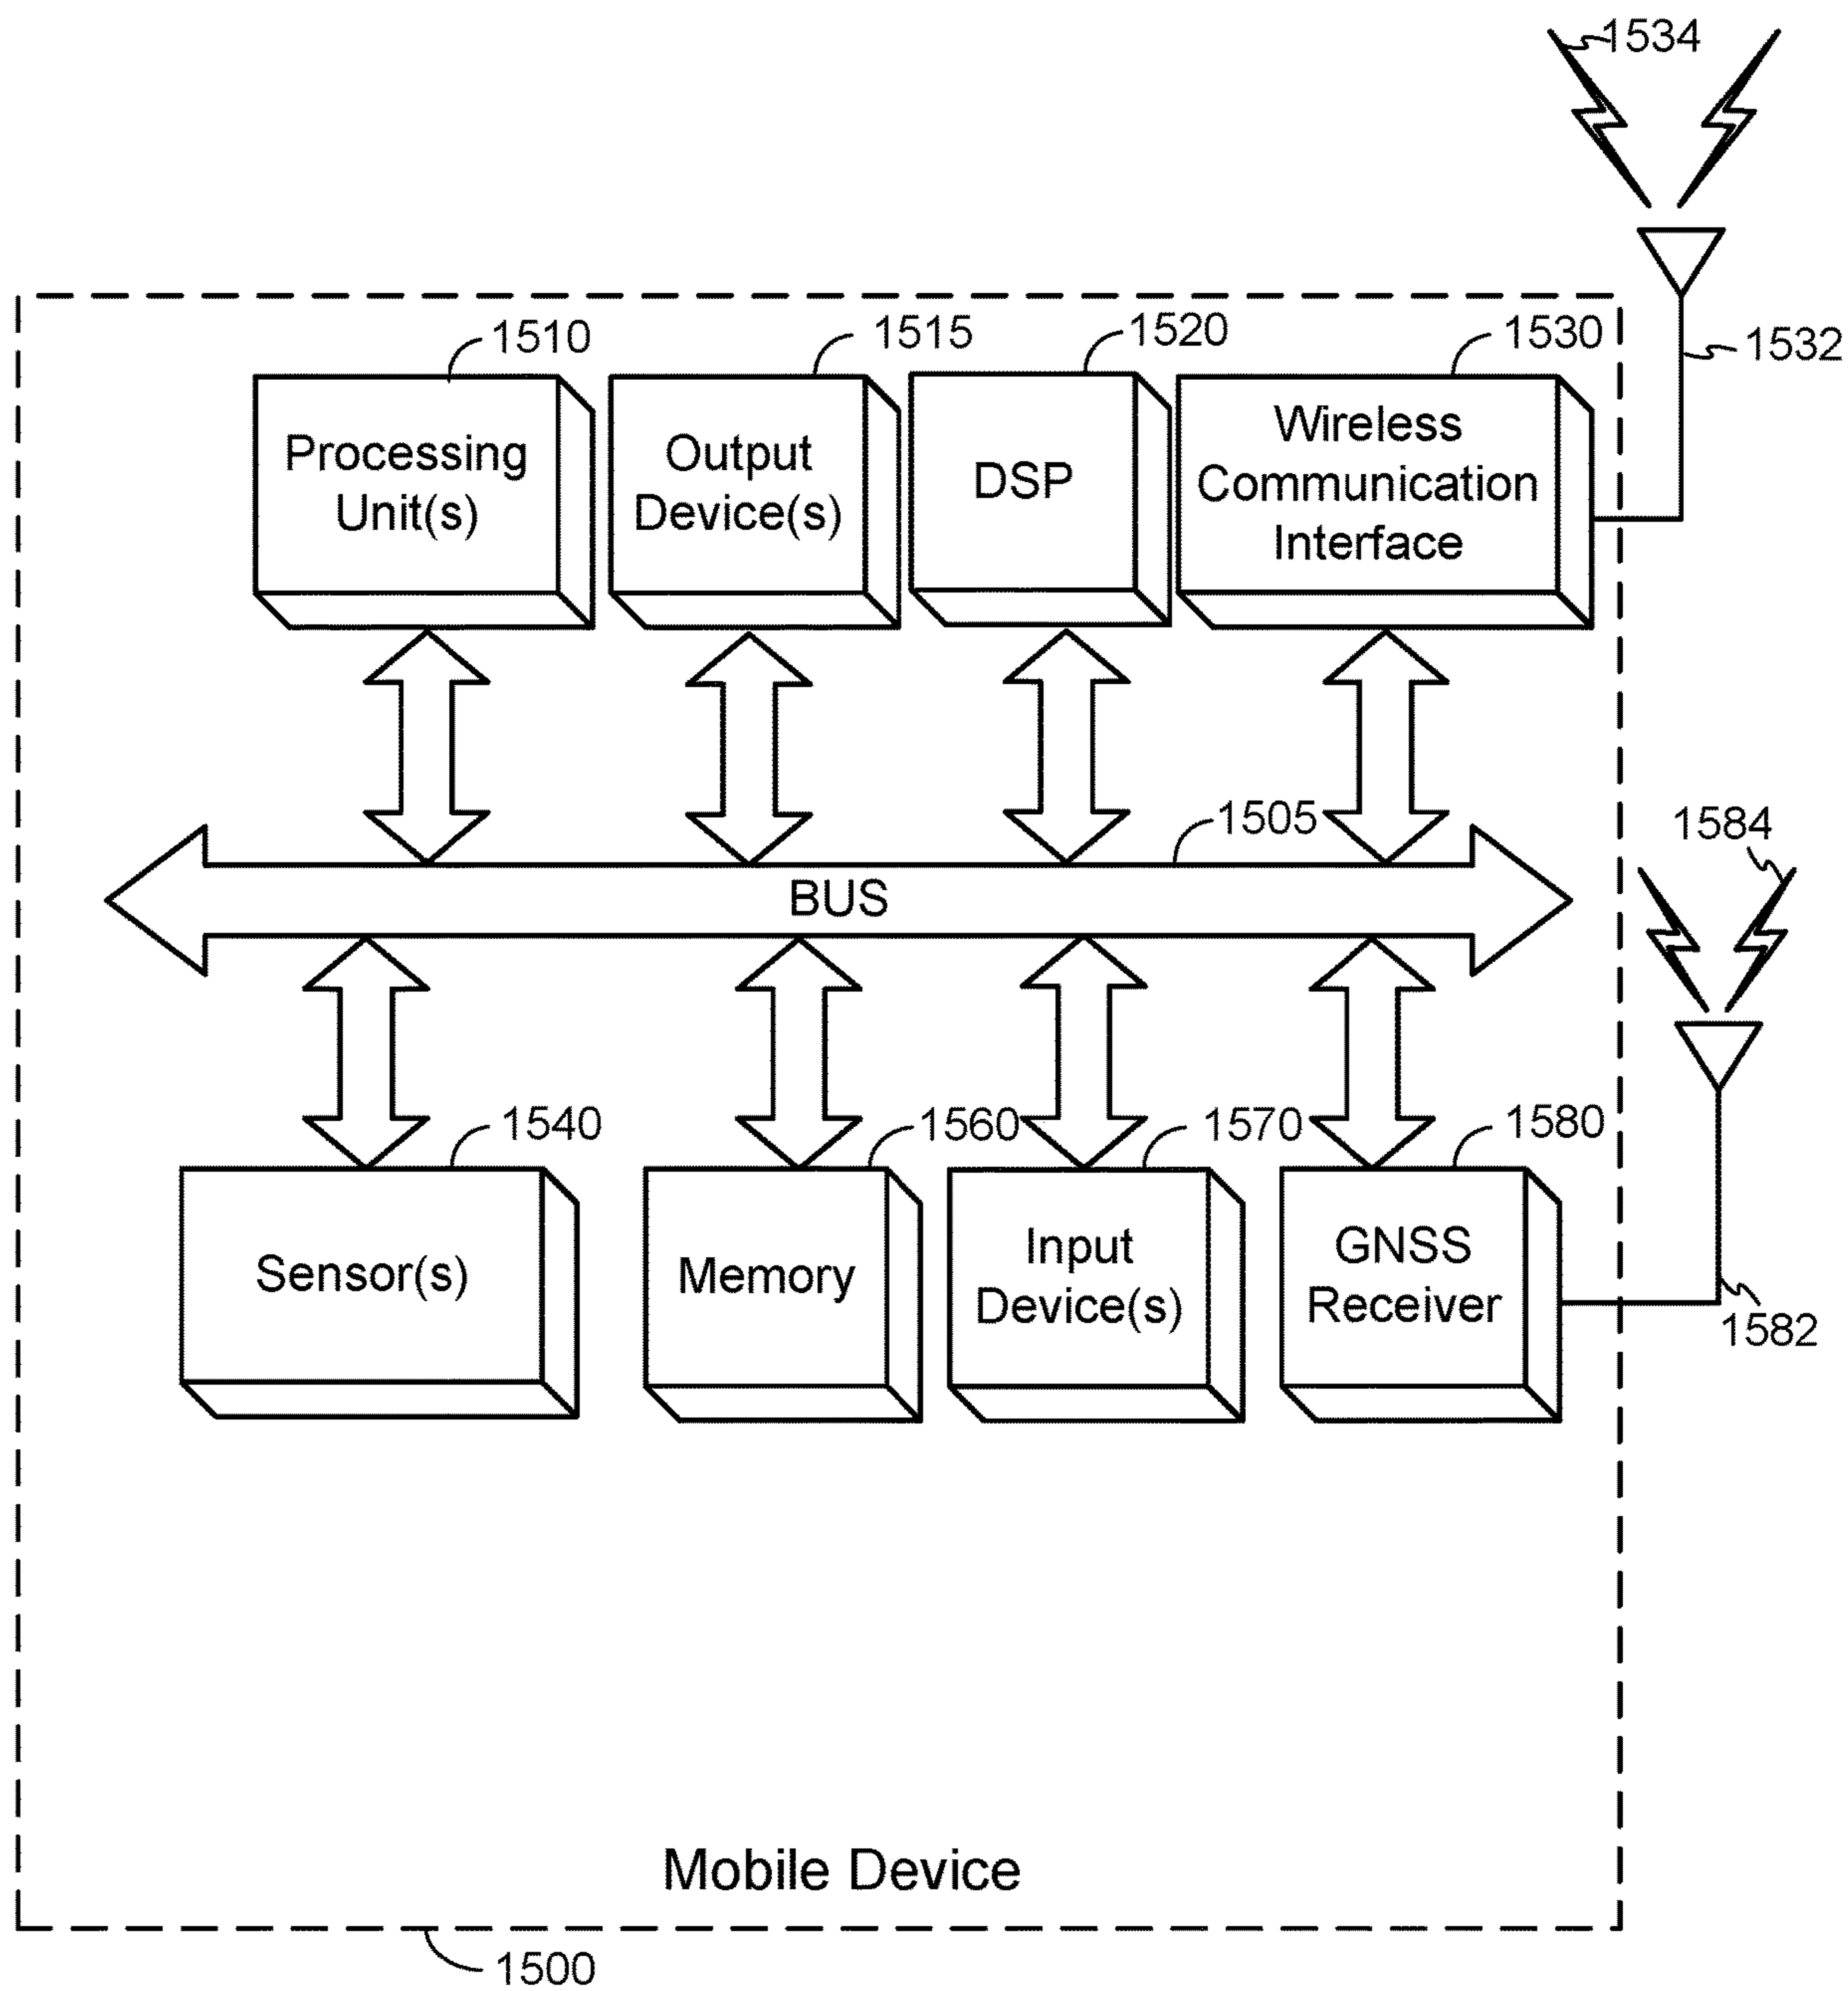 1534
1532
1510
1515
1520
1530
Processing
Unit(s)
Output
Device(s)
DSP
Wireless
Communication
Interface
1505
BUS
1584
1540
1560
1570
1580
Sensor(s)
Memory
Input
Device(s)
GNSS
Receiver
1582
Mobile Device
1500